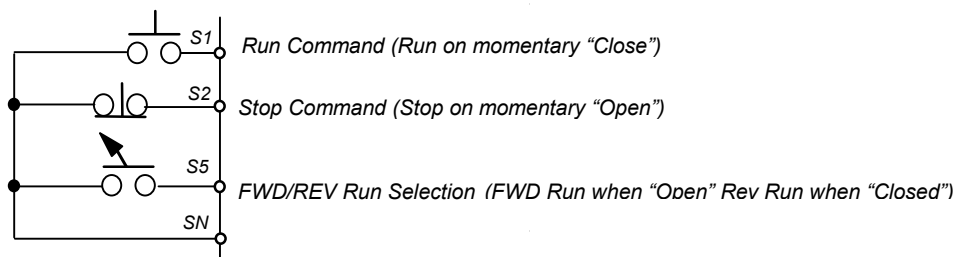 S1 Run Command (Run on momentary “Close”)
S2 Stop Command (Stop on momentary “Open”)
S5 FWD/REV Run Selection (FWD Run when “Open” Rev Run when “Closed”)
SN